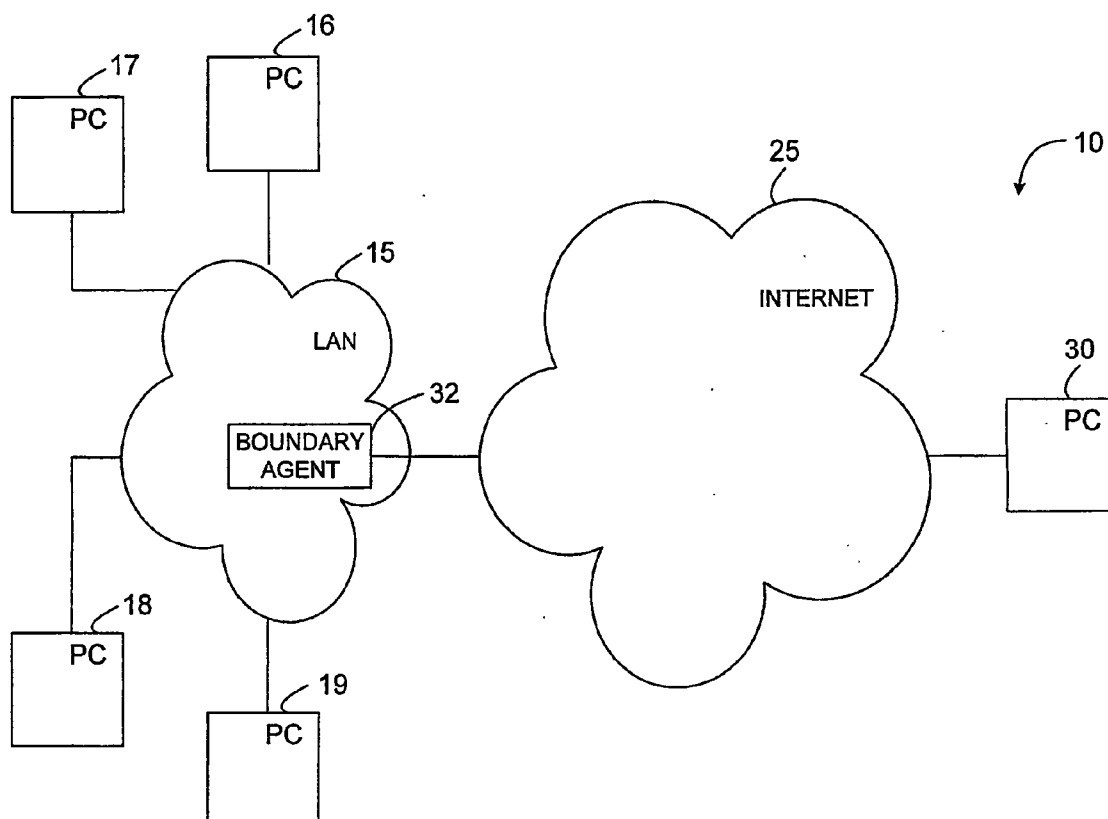 16
PC
17
PC
10
25
15
INTERNET
LAN
30
PC
32
BOUNDARY
AGENT
18
PC
19
PC